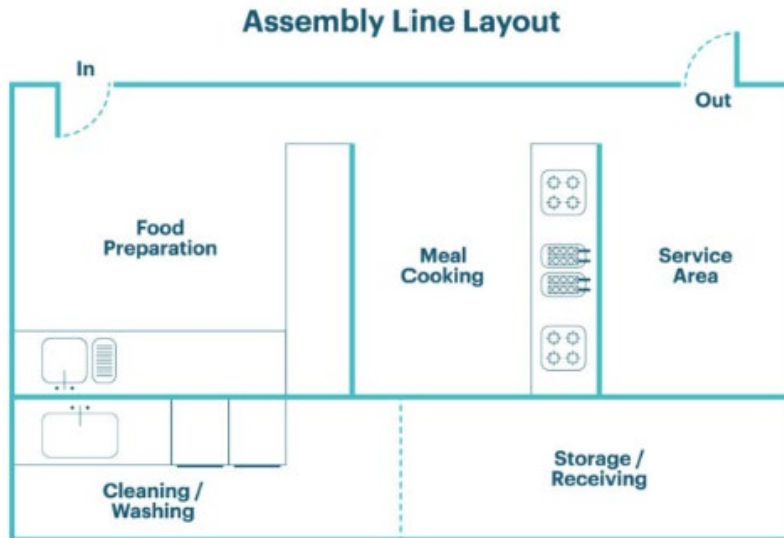 Assembly Line Layout
In
Out
Food
Preparation
Meal
Cooking
Service
Area
Cleaning /
Washing
Storage /
Receiving